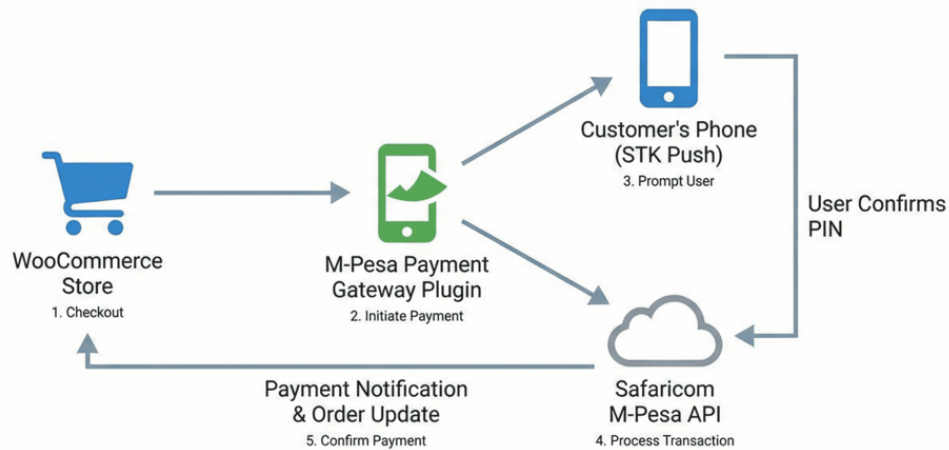 WooCommerce
Store
1. Checkout
M-Pesa Payment
Gateway Plugin
2. Initiate Payment
Customer's Phone
(STK Push)
3. Prompt User
User Confirms
PIN
Safaricom
M-Pesa API
4. Process Transaction
Payment Notification
& Order Update
5. Confirm Payment